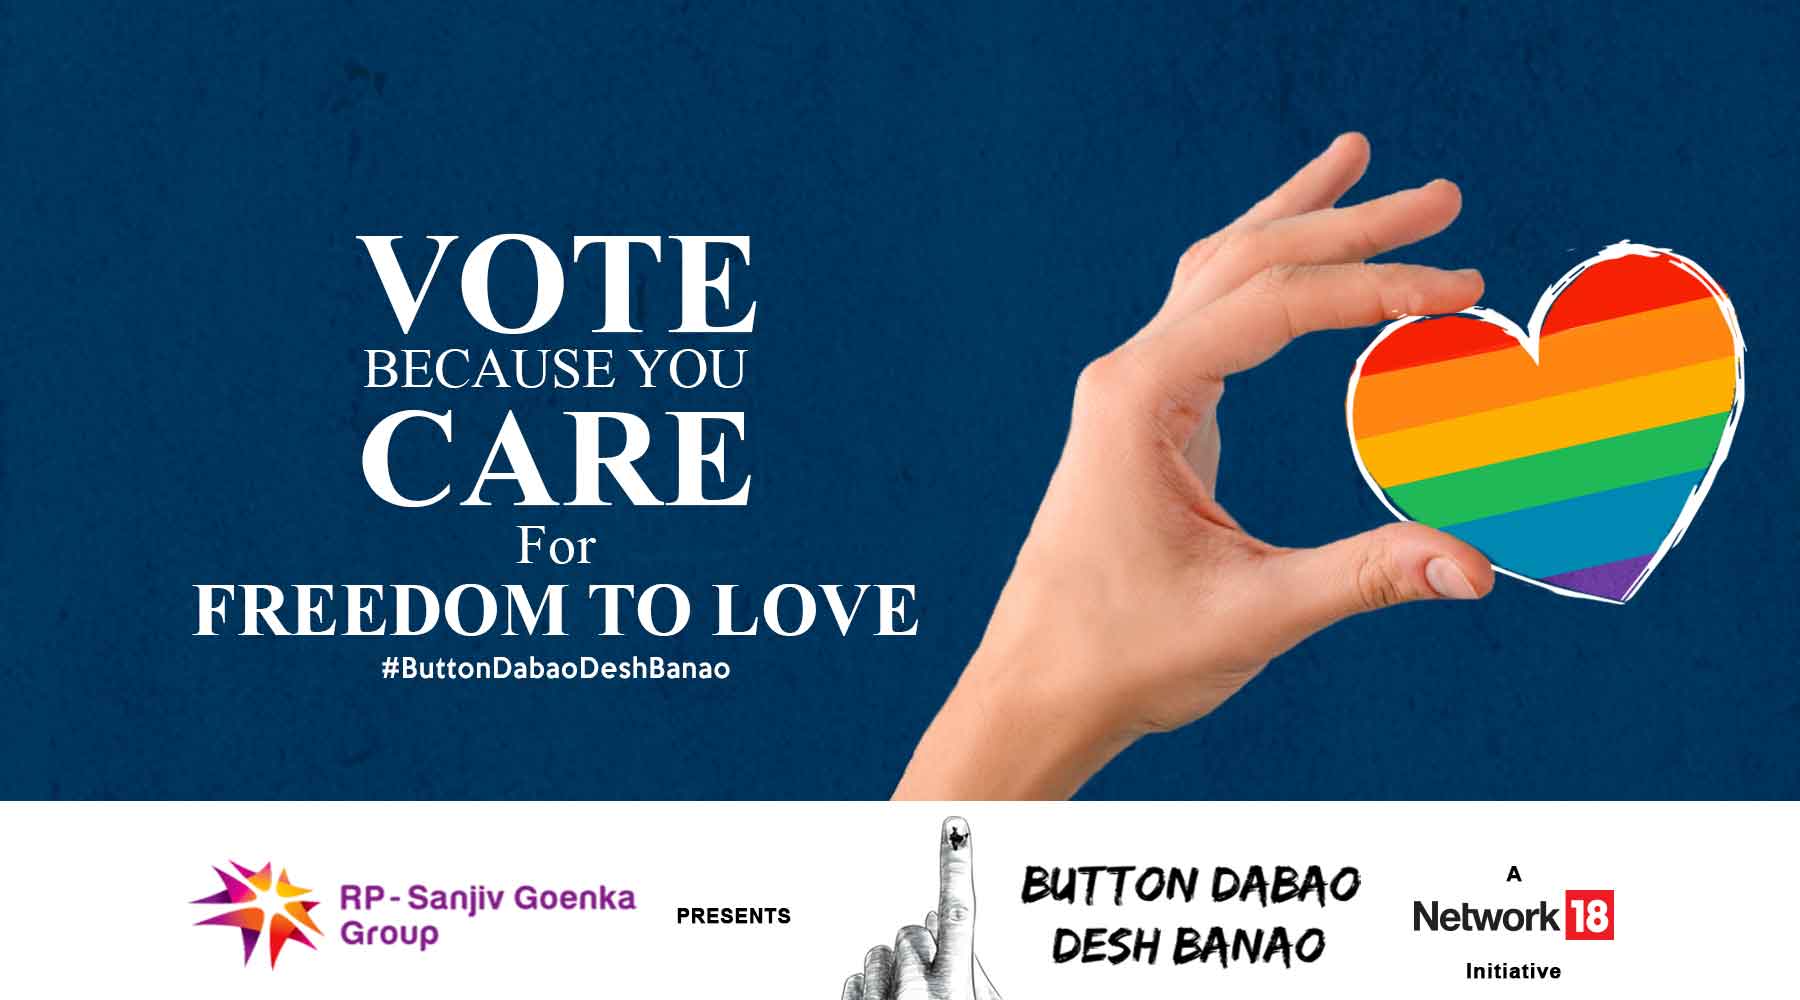 VOTE
BECAUSE YOU
CARE
For
FREEDOM TO LOVE
#ButtonDabaoDeshBanao
RP-Sanjiv Goenka
Group
PRESENTS
BUTTON DABAO
DESH BANAO
A
Network 18
Initiative